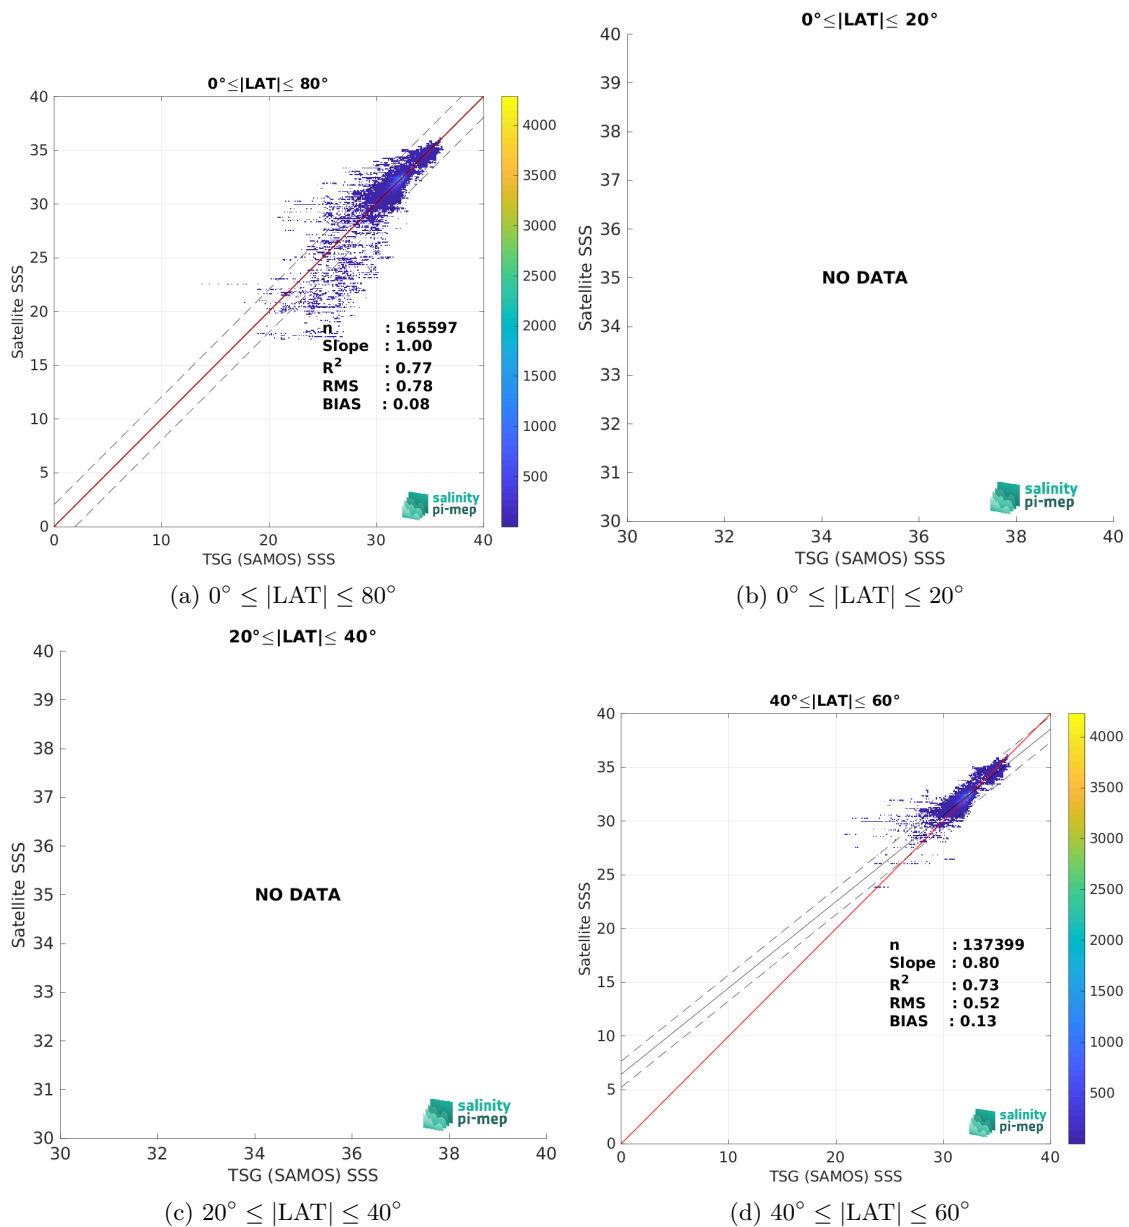 0°≤|LAT|≤ 80°
40
35
30
25
20
15
10
5
0
0
10
20
30
40
Satellite SSS
TSG (SAMOS) SSS
4000
3500
3000
2500
2000
1500
1000
500
n : 165597
Slope : 1.00
R² : 0.77
RMS : 0.78
BIAS : 0.08
salinity
pi-mep
(a) 0° ≤ |LAT| ≤ 80°
0°≤|LAT|≤ 20°
40
39
38
37
36
35
34
33
32
31
30
30
32
34
36
38
40
Satellite SSS
TSG (SAMOS) SSS
NO DATA
salinity
pi-mep
(b) 0° ≤ |LAT| ≤ 20°
20°≤|LAT|≤ 40°
40
39
38
37
36
35
34
33
32
31
30
30
32
34
36
38
40
Satellite SSS
TSG (SAMOS) SSS
NO DATA
salinity
pi-mep
(c) 20° ≤ |LAT| ≤ 40°
40°≤|LAT|≤ 60°
40
35
30
25
20
15
10
5
0
0
10
20
30
40
Satellite SSS
TSG (SAMOS) SSS
4000
3500
3000
2500
2000
1500
1000
500
n : 137399
Slope : 0.80
R² : 0.73
RMS : 0.52
BIAS : 0.13
salinity
pi-mep
(d) 40° ≤ |LAT| ≤ 60°